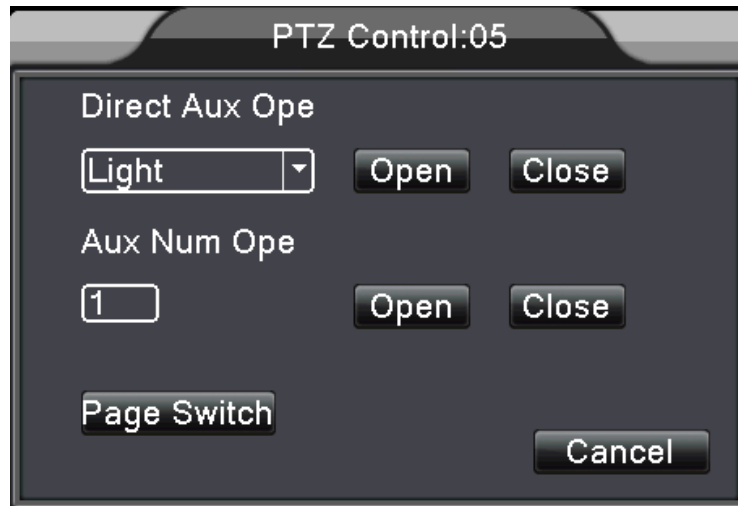 PTZ Control:05
Direct Aux Ope
Light Open Close
Aux Num Ope
1 Open Close
Page Switch
Cancel